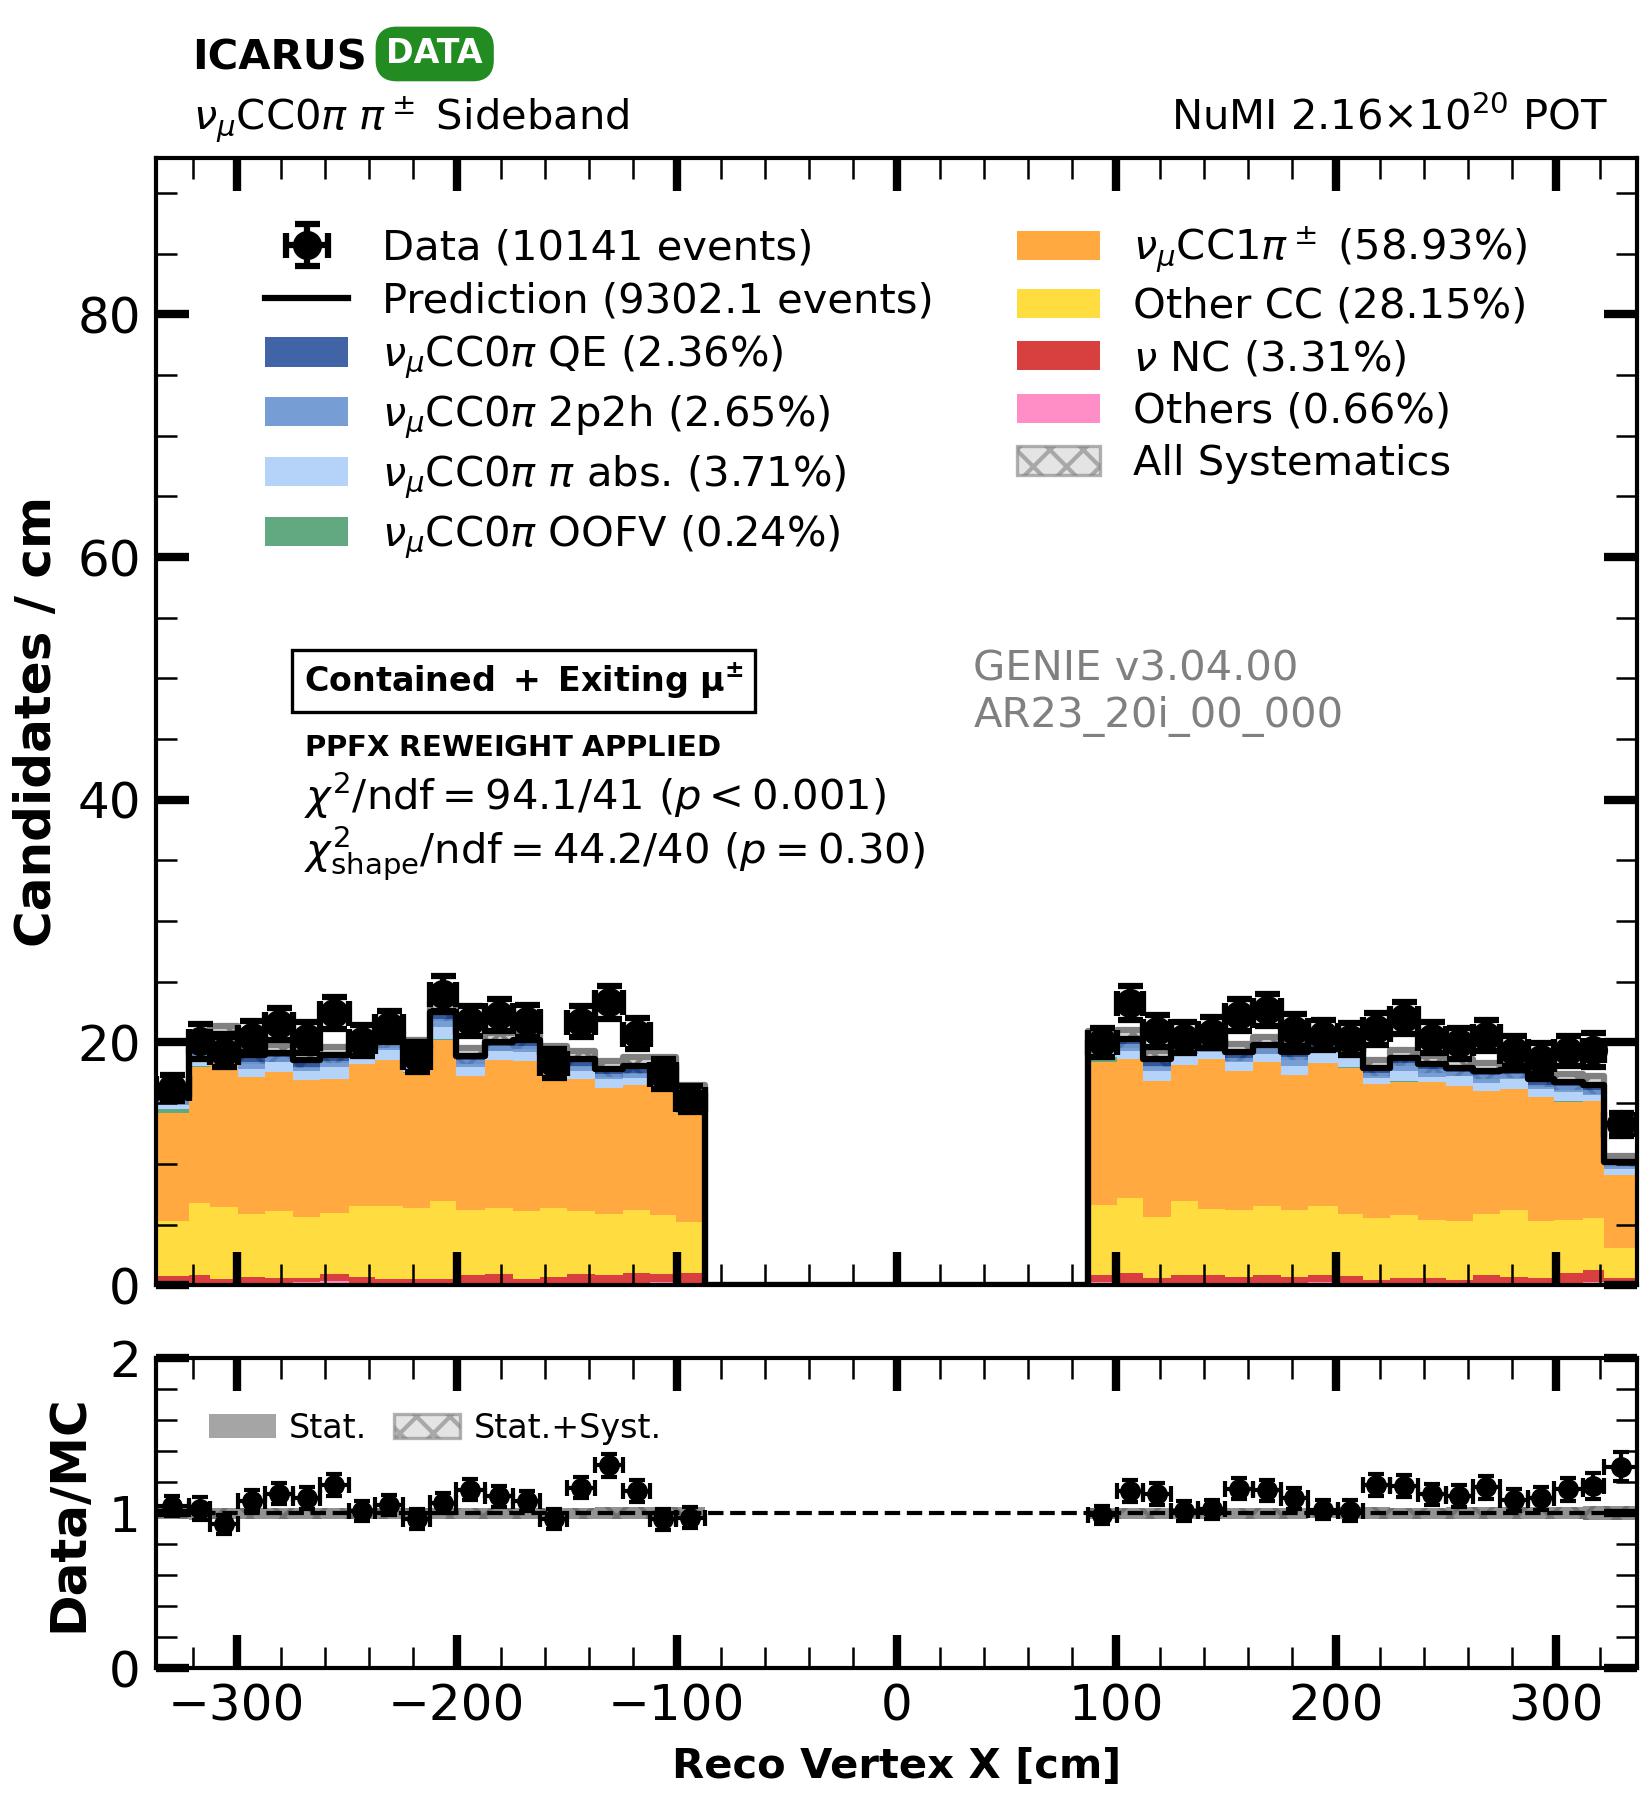 ICARUS DATA
νμCC0π π± Sideband
NuMI 2.16×10²⁰ POT
Data (10141 events)
Prediction (9302.1 events)
νμCC0π QE (2.36%)
νμCC0π 2p2h (2.65%)
νμCC0π π abs. (3.71%)
νμCC0π OOFV (0.24%)
νμCC1π± (58.93%)
Other CC (28.15%)
ν NC (3.31%)
Others (0.66%)
All Systematics
Contained + Exiting μ±
PPFX REWEIGHT APPLIED
χ²/ndf = 94.1/41 (p < 0.001)
χ²shape/ndf = 44.2/40 (p = 0.30)
GENIE v3.04.00
AR23_20i_00_000
Candidates / cm
80
60
40
20
0
Data/MC
2
1
0
Stat.
Stat.+Syst.
−300 −200 −100 0 100 200 300
Reco Vertex X [cm]